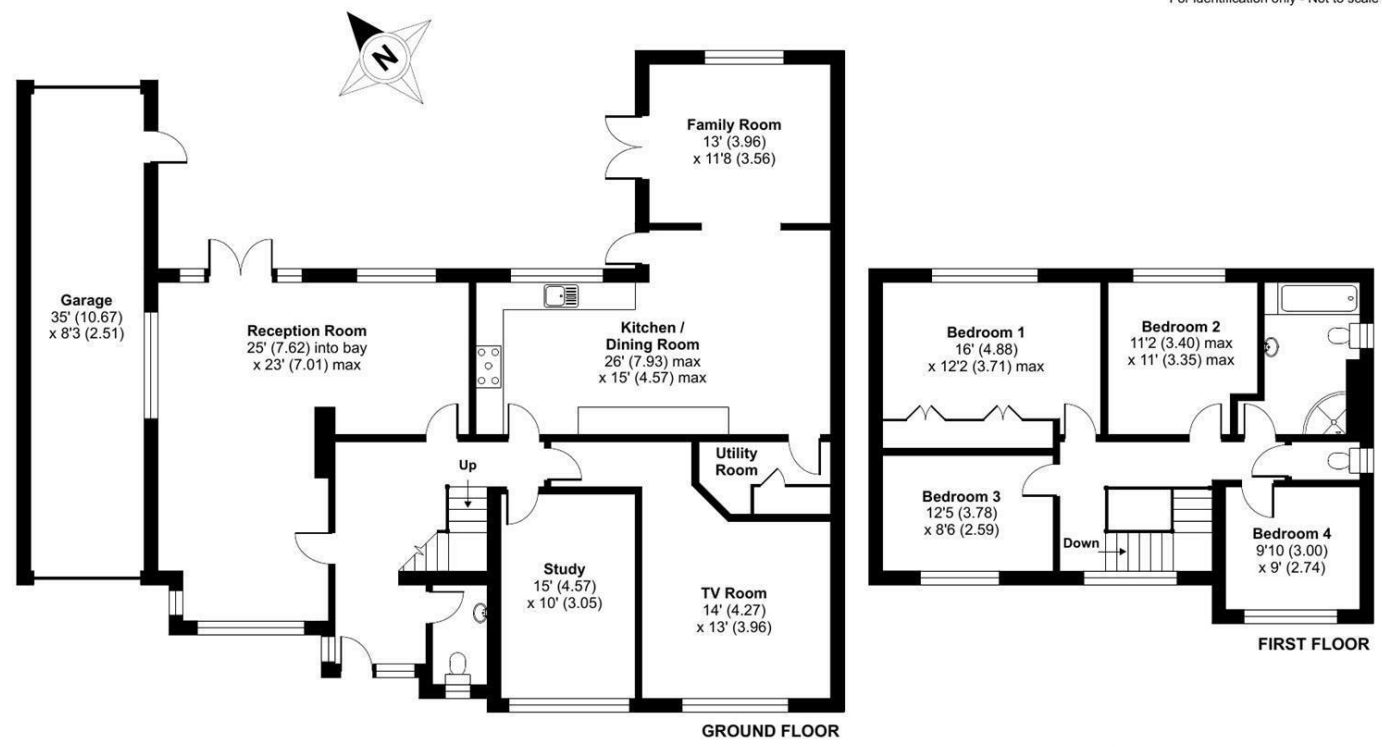 For identification only - Not to scale
N
Family Room
13' (3.96)
x 11'8 (3.56)
Garage
35' (10.67)
x 8'3 (2.51)
Reception Room
25' (7.62) into bay
x 23' (7.01) max
Kitchen /
Dining Room
26' (7.93) max
x 15' (4.57) max
Utility
Room
Up
Study
15' (4.57)
x 10' (3.05)
TV Room
14' (4.27)
x 13' (3.96)
GROUND FLOOR
Bedroom 1
16' (4.88)
x 12'2 (3.71) max
Bedroom 2
11'2 (3.40) max
x 11' (3.35) max
Bedroom 3
12'5 (3.78)
x 8'6 (2.59)
Down
Bedroom 4
9'10 (3.00)
x 9' (2.74)
FIRST FLOOR